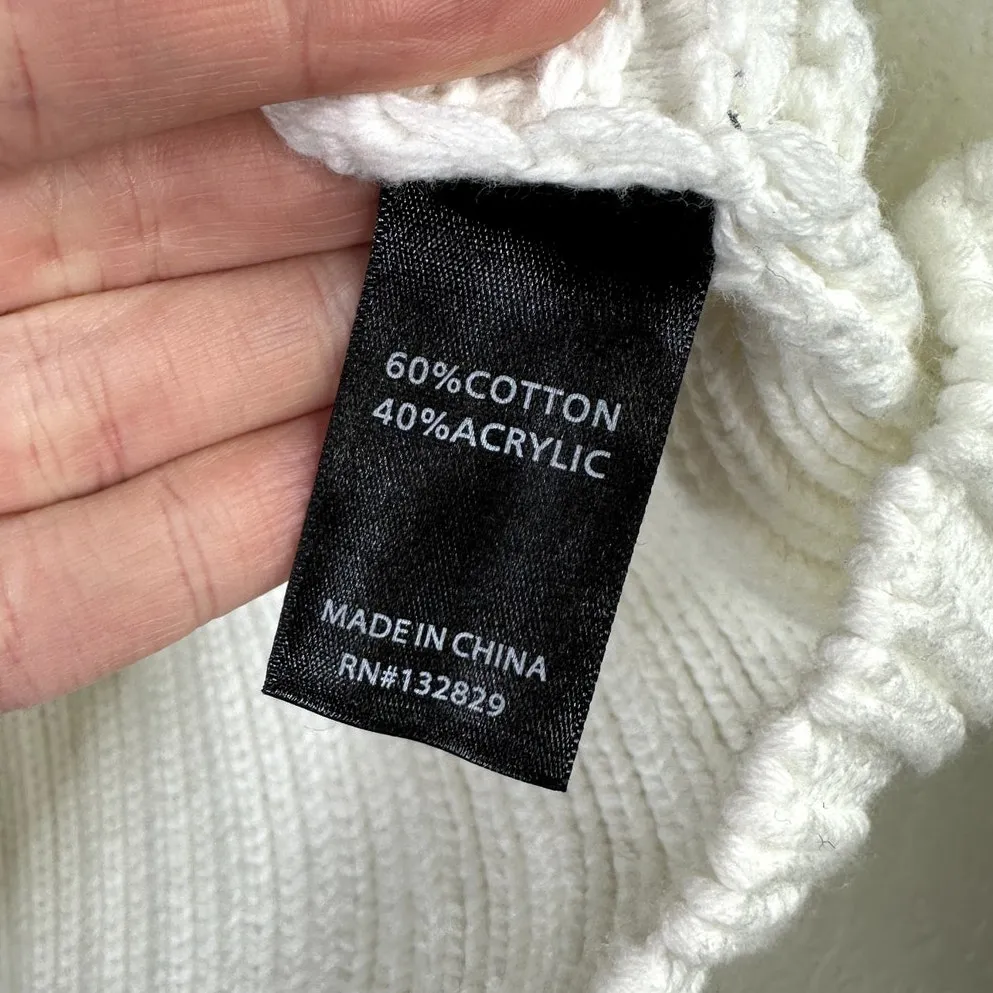 60%COTTON
40%ACRYLIC
MADE IN CHINA
RN#132829